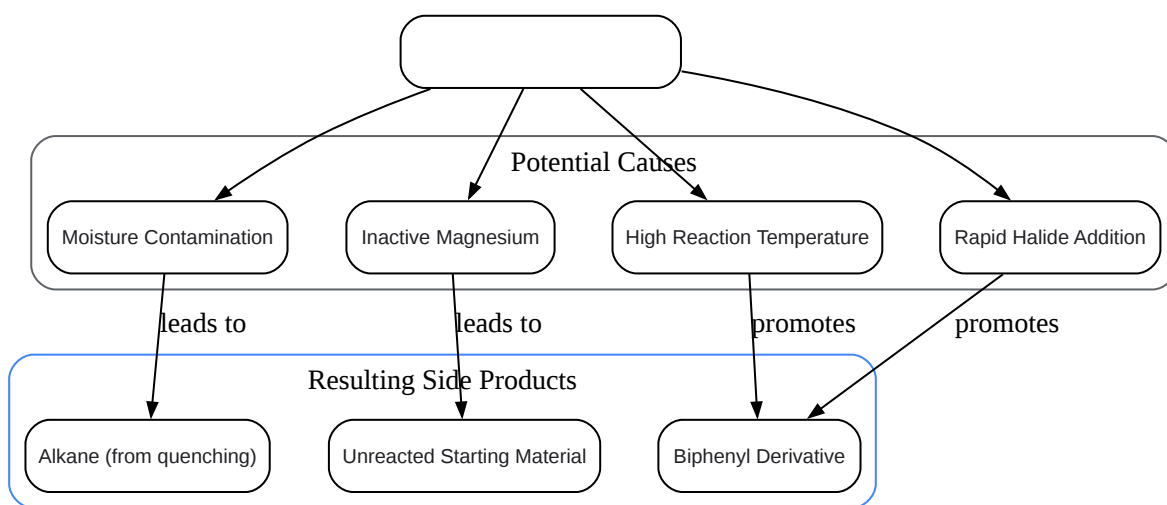 Potential Causes
Moisture Contamination
Inactive Magnesium
High Reaction Temperature
Rapid Halide Addition
leads to
leads to
promotes
promotes
Resulting Side Products
Alkane (from quenching)
Unreacted Starting Material
Biphenyl Derivative